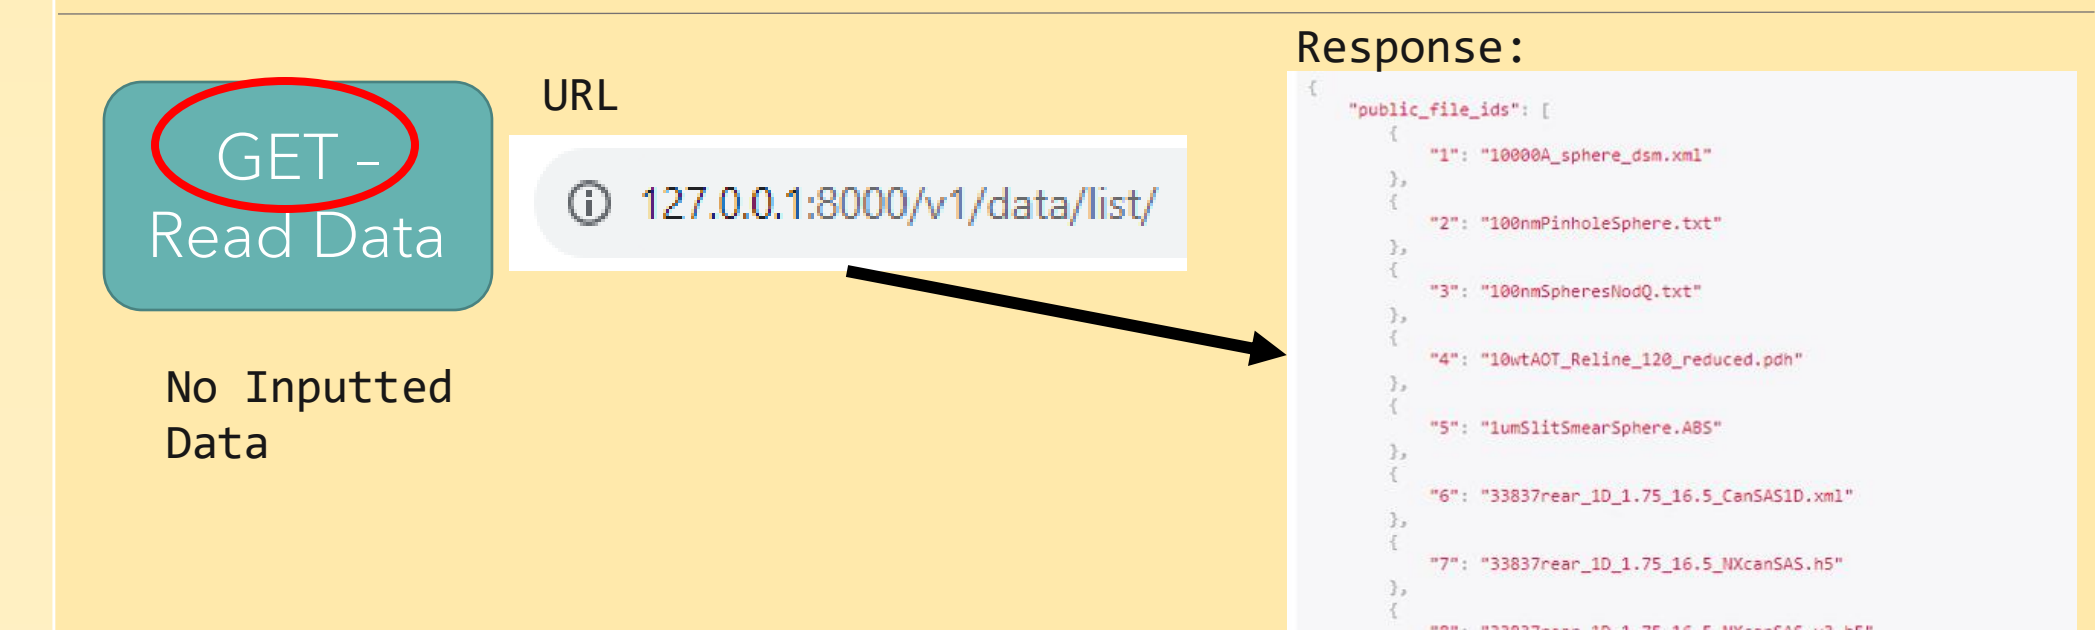 GET –
Read Data
No Inputted
Data
URL
127.0.0.1:8000/v1/data/list/
Response:
{
"public_file_ids": [
{
"1": "10000A_sphere_dsm.xml"
},
{
"2": "100nmPinholeSphere.txt"
},
{
"3": "100nmSpheresNodQ.txt"
},
{
"4": "10wtAOT_Reline_120_reduced.pdh"
},
{
"5": "1umSlitSmearSphere.ABS"
},
{
"6": "33837rear_1D_1.75_16.5_CanSAS1D.xml"
},
{
"7": "33837rear_1D_1.75_16.5_NXcanSAS.h5"
},
{